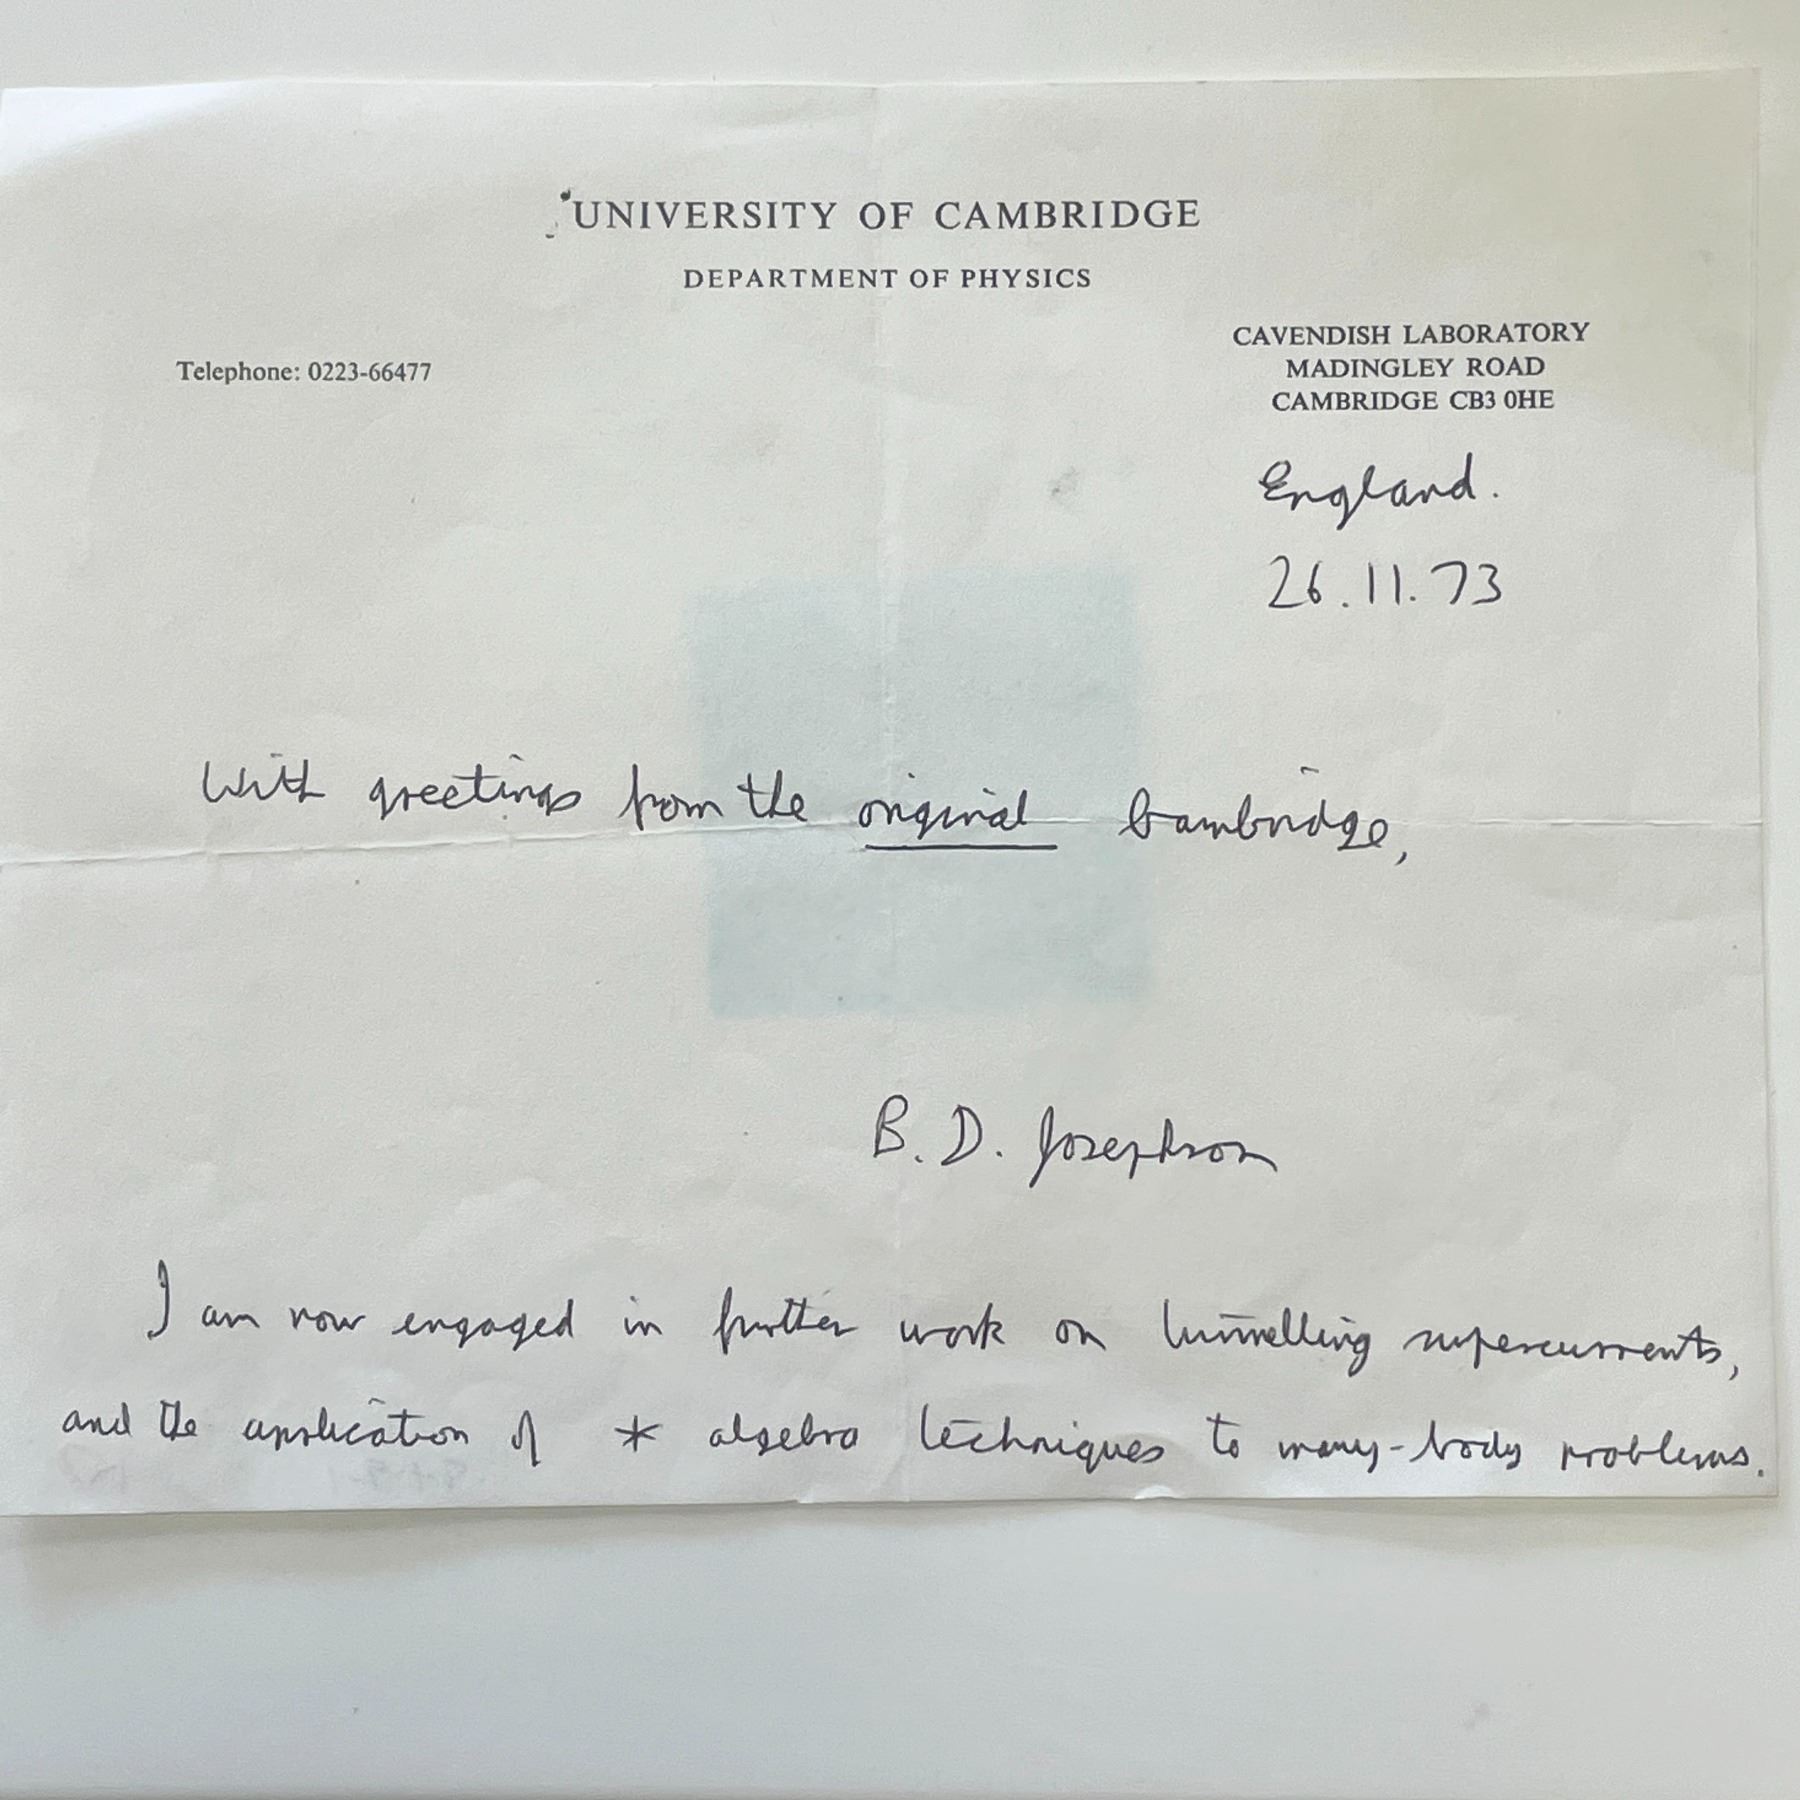 UNIVERSITY OF CAMBRIDGE
DEPARTMENT OF PHYSICS
CAVENDISH LABORATORY
MADINGLEY ROAD
CAMBRIDGE CB3 0HE
Telephone: 0223-66477
England.
26.11.73
With greetings from the original Cambridge,
B. D. Josephson
I am now engaged in further work on tunnelling supercurrents,
and the application of * algebra techniques to many-body problems.